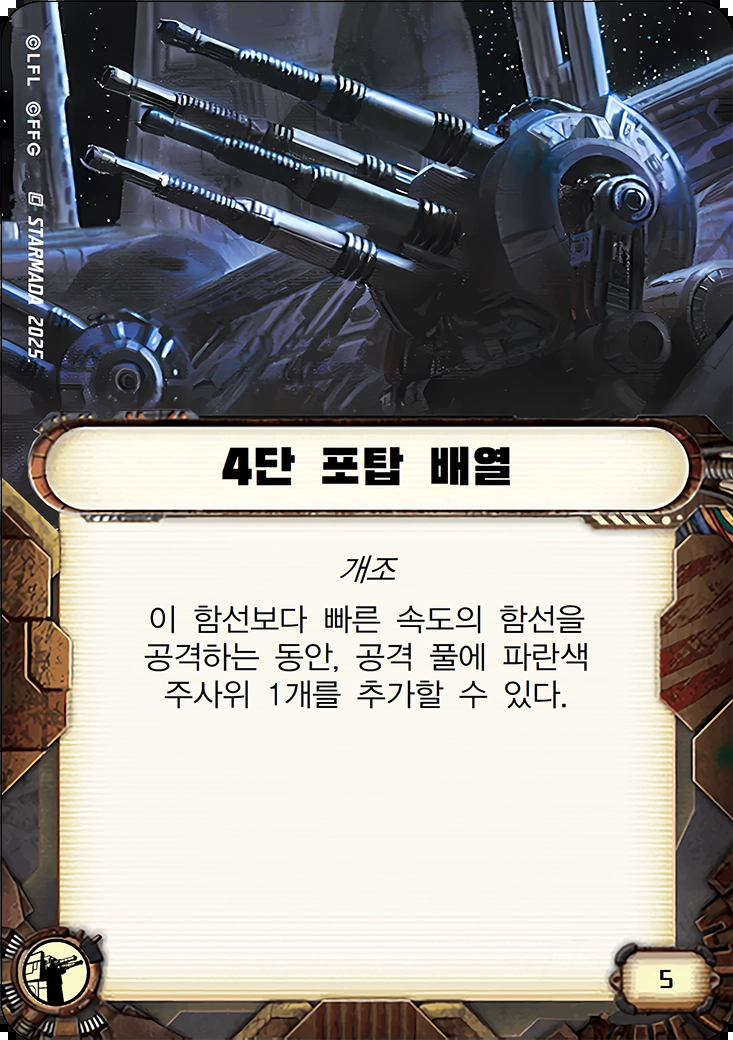 ©LFL ©FFG STARMADA 2025.
4단 포탑 배열
개조
이 함선보다 빠른 속도의 함선을
공격하는 동안, 공격 풀에 파란색
주사위 1개를 추가할 수 있다.
5